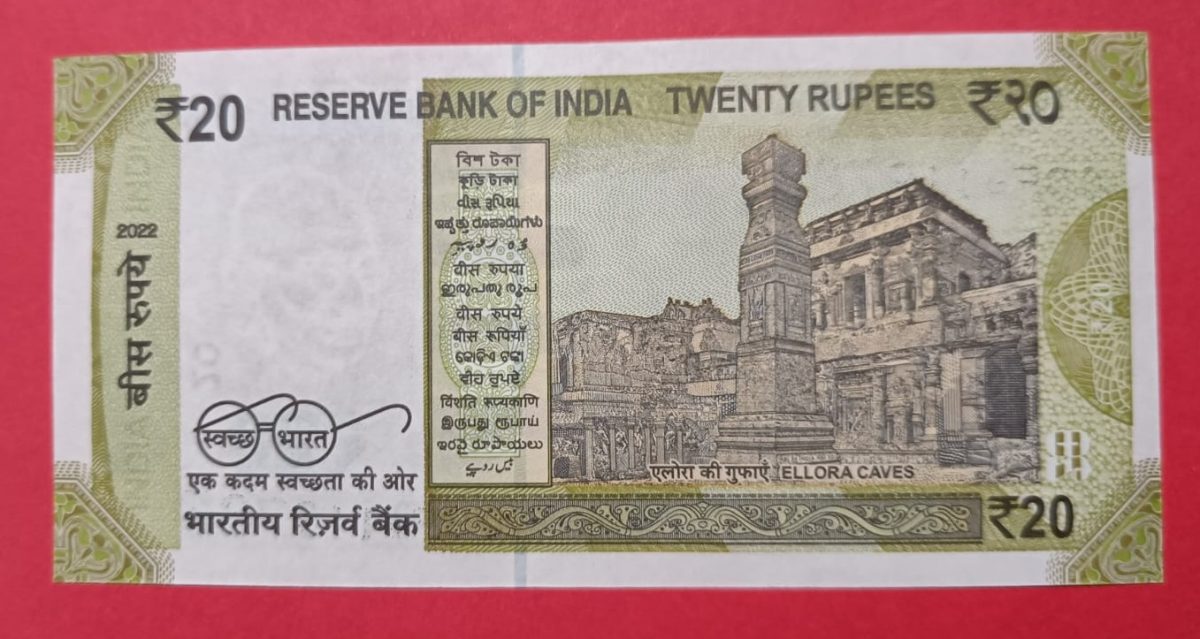 ₹20 RESERVE BANK OF INDIA TWENTY RUPEES ₹२०
2022
बीस रुपये
বিশ টকা
কুড়ি টাকা
વીસ રૂપિયા
ಇಪ್ಪತ್ತು ರೂಪಾಯಿಗಳು
वीस रुपया
ഇരുപതു രൂപ
वीस रुपये
बीस रुपियाँ
କୋଡ଼ିଏ ଟଙ୍କା
ਵੀਹ ਰੁਪਏ
विंशती रूप्यकाणि
இருபது ரூபாய்
ఇరవై రూపాయలు
بیس روپے
स्वच्छ भारत
एक कदम स्वच्छता की ओर
भारतीय रिज़र्व बैंक
एलोरा की गुफाएँ ELLORA CAVES
₹20